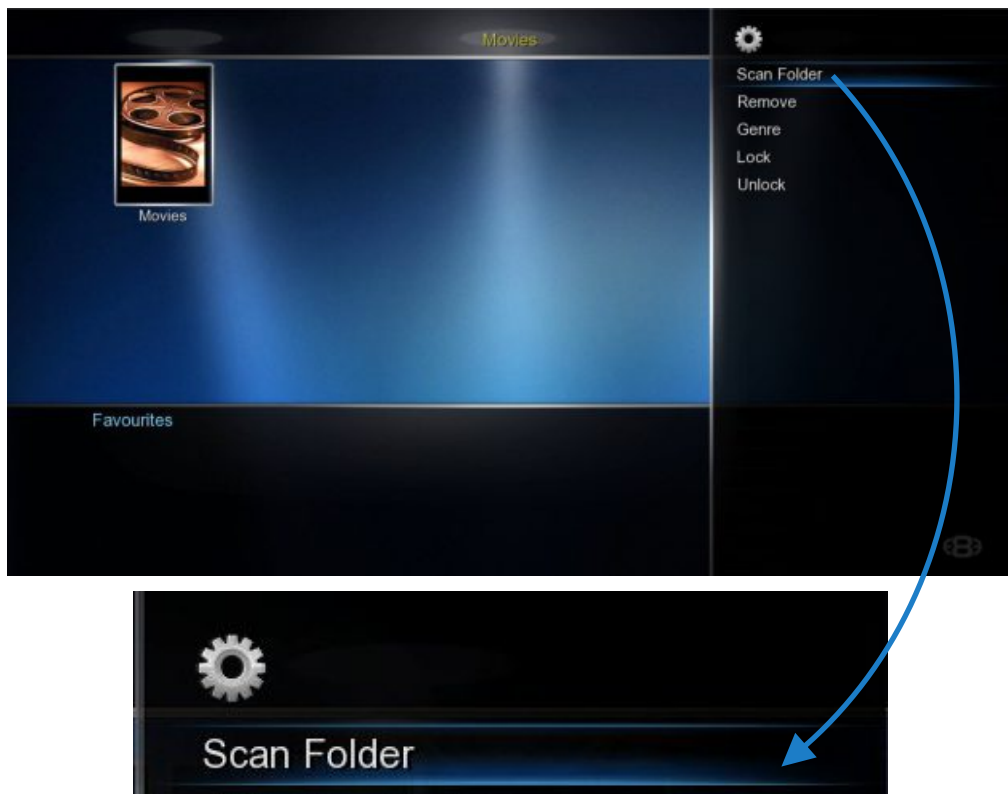 Movies
Scan Folder
Remove
Genre
Lock
Unlock
Movies
Favourites
Scan Folder